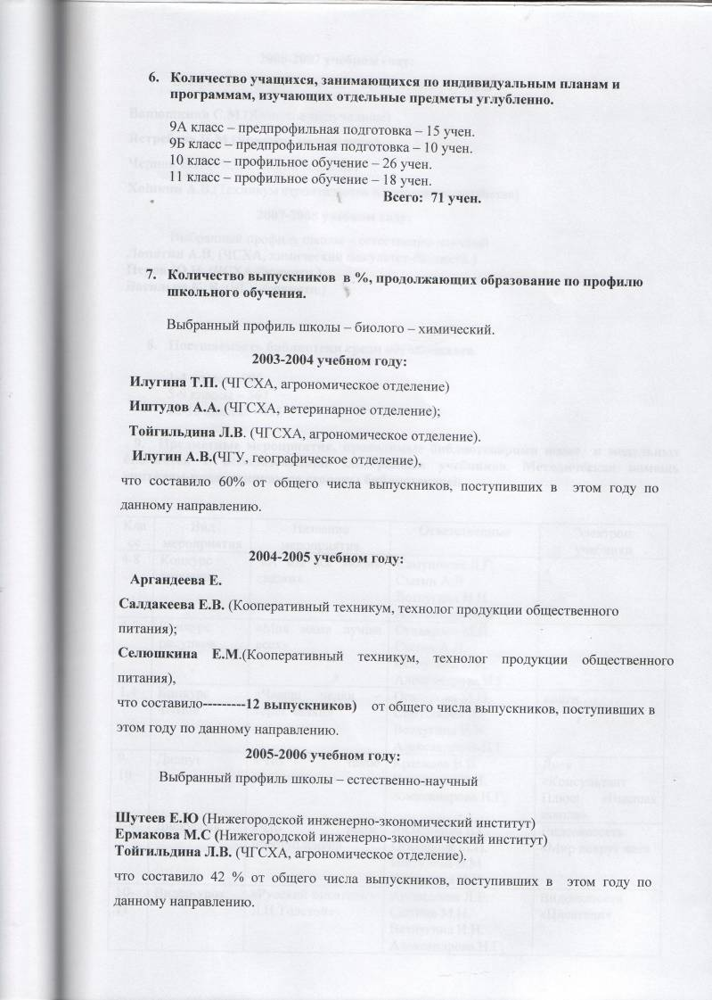 6. Количество учащихся, занимающихся по индивидуальным планам и
программам, изучающих отдельные предметы углубленно.
9А класс – предпрофильная подготовка – 15 учен.
9Б класс – предпрофильная подготовка – 10 учен.
10 класс – профильное обучение – 26 учен.
11 класс – профильное обучение – 18 учен.
Всего: 71 учен.
7. Количество выпускников в %, продолжающих образование по профилю
школьного обучения.
Выбранный профиль школы – биолого – химический.
2003-2004 учебном году:
Илугина Т.П. (ЧГСХА, агрономическое отделение)
Иштудов А.А. (ЧГСХА, ветеринарное отделение);
Тойгильдина Л.В. (ЧГСХА, агрономическое отделение).
Илугин А.В.(ЧГУ, географическое отделение),
что составило 60% от общего числа выпускников, поступивших в этом году по
данному направлению.
2004-2005 учебном году:
Аргандеева Е.
Салдакеева Е.В. (Кооперативный техникум, технолог продукции общественного
питания);
Селюшкина Е.М.(Кооперативный техникум, технолог продукции общественного
питания),
что составило---------12 выпускников) от общего числа выпускников, поступивших в
этом году по данному направлению.
2005-2006 учебном году:
Выбранный профиль школы – естественно-научный
Шутеев Е.Ю (Нижегородской инженерно-зкономический институт)
Ермакова М.С (Нижегородской инженерно-зкономический институт)
Тойгильдина Л.В. (ЧГСХА, агрономическое отделение).
что составило 42 % от общего числа выпускников, поступивших в этом году по
данному направлению.